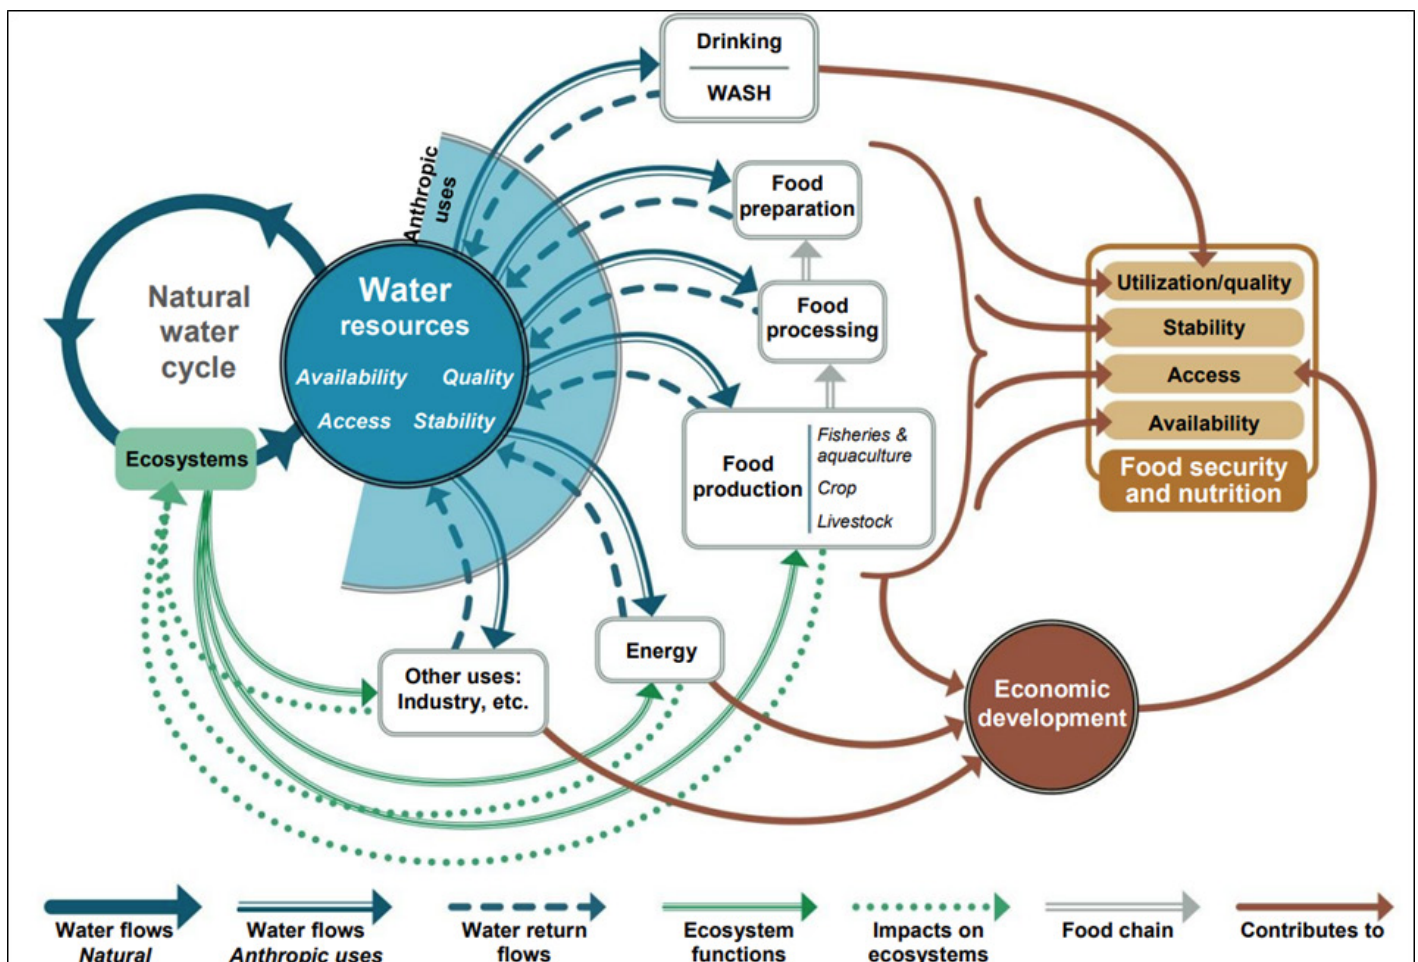 Drinking
WASH
Anthropic
uses
Food
preparation
Natural
water
cycle
Water
resources
Availability Quality
Access Stability
Food
processing
Utilization/quality
Stability
Access
Availability
Food security
and nutrition
Ecosystems
Food
production
Fisheries &
aquaculture
Crop
Livestock
Other uses:
Industry, etc.
Energy
Economic
development
Water flows
Natural
Water flows
Anthropic uses
Water return
flows
Ecosystem
functions
Impacts on
ecosystems
Food chain
Contributes to